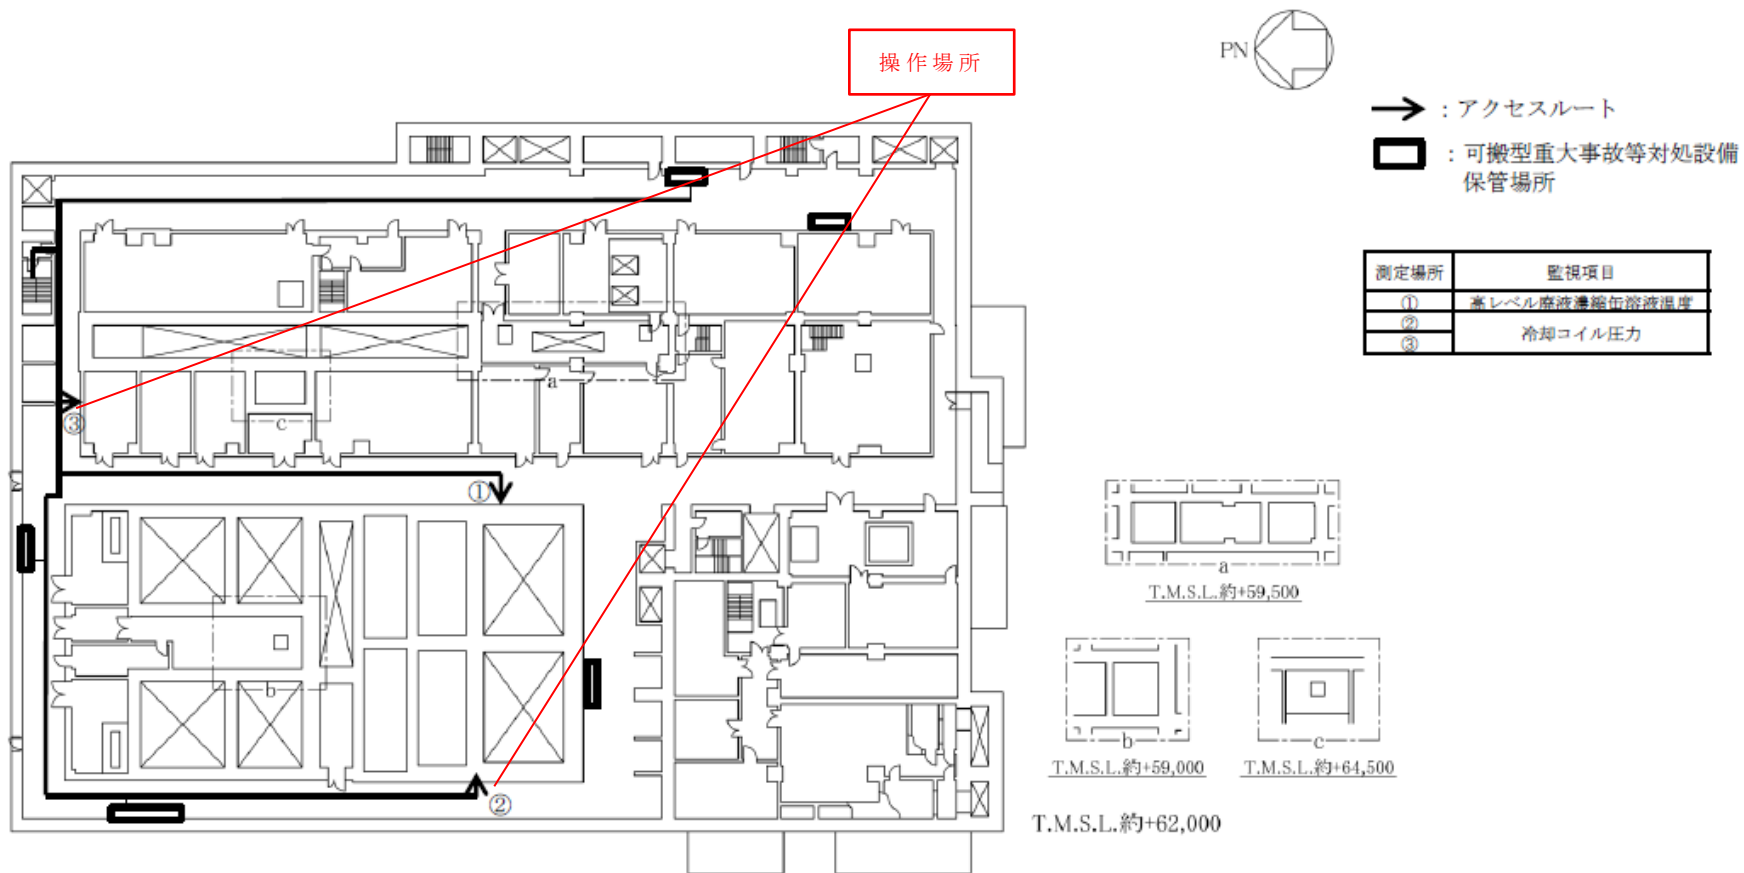 操作場所
PN
：アクセスルート
：可搬型重大事故等対処設備
保管場所
測定場所 監視項目
① 高レベル廃液濃縮缶溶液温度
② 冷却コイル圧力
③
a
③
c
①
a
T.M.S.L.約+59,500
b
b
T.M.S.L.約+59,000
c
T.M.S.L.約+64,500
②
T.M.S.L.約+62,000